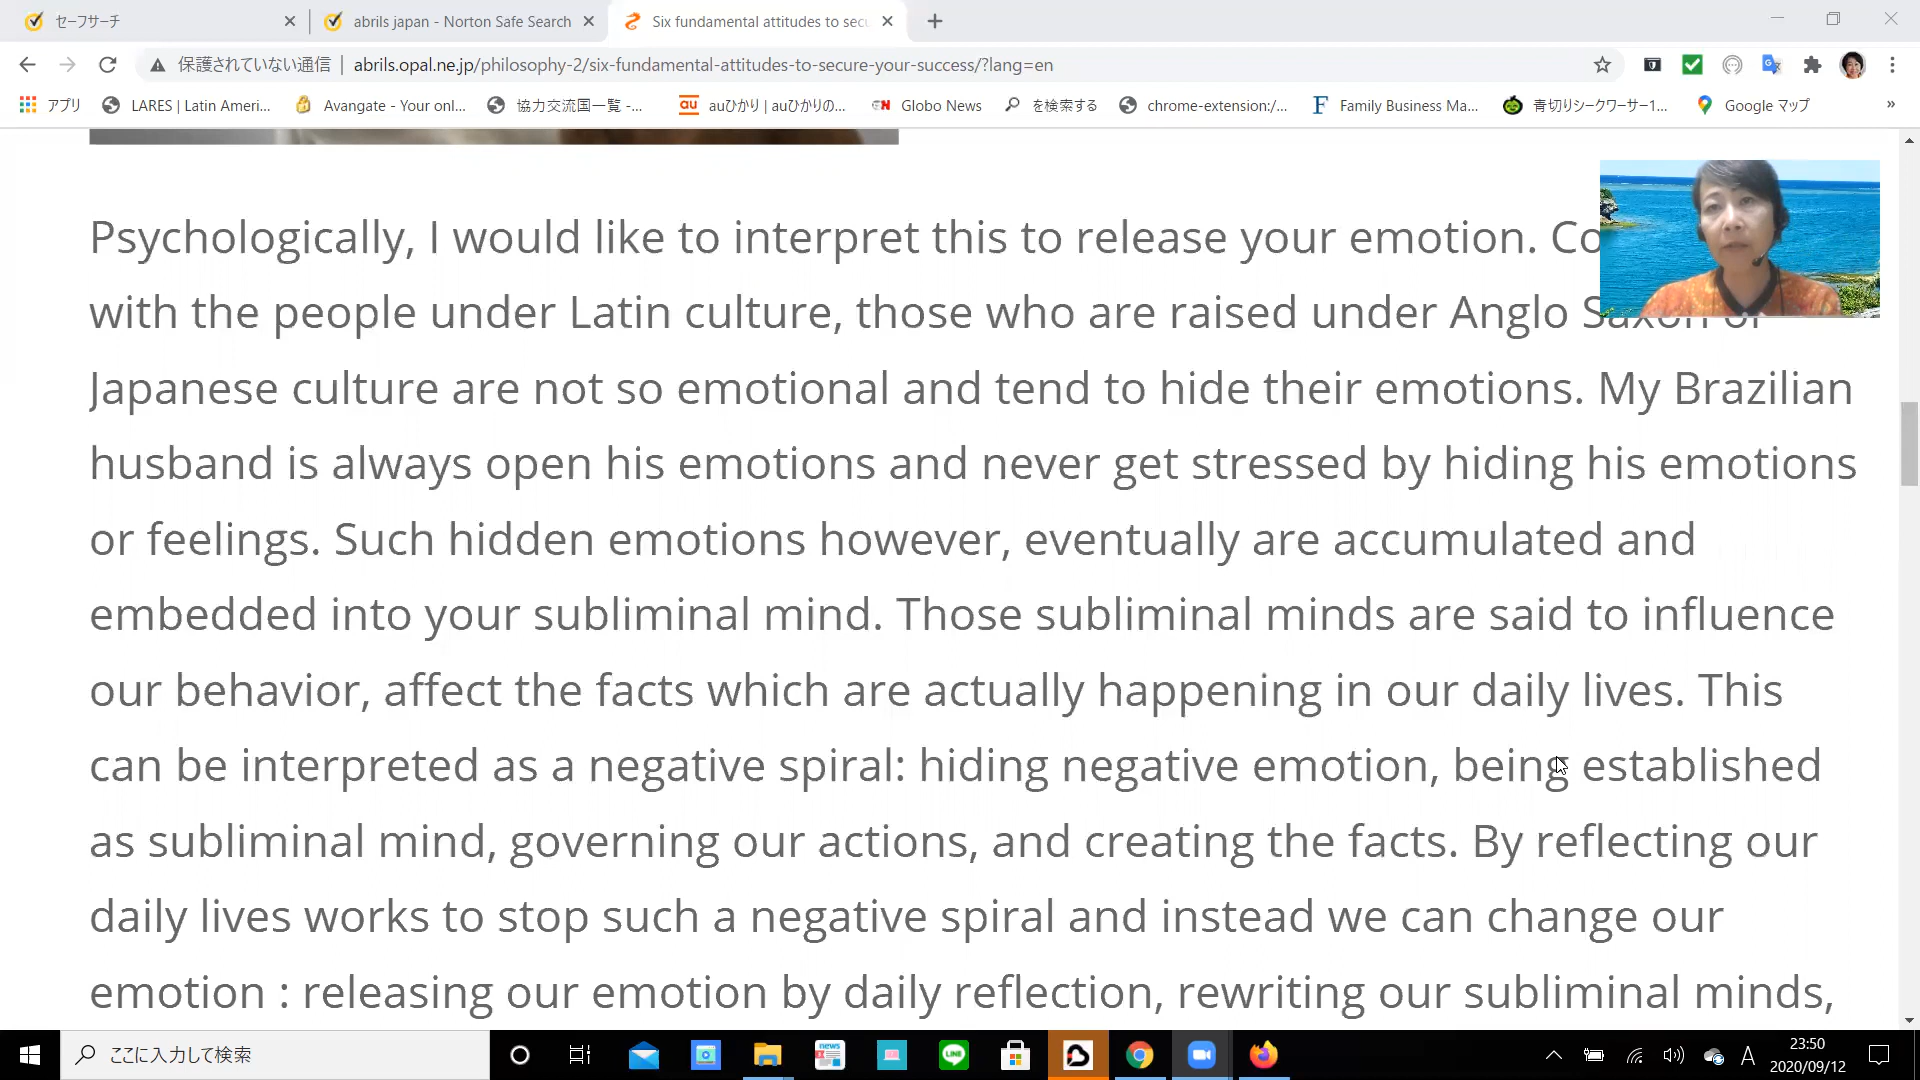 セーフサーチ
abrils japan - Norton Safe Search
Six fundamental attitudes to secu
保護されていない通信
abrils.opal.ne.jp/philosophy-2/six-fundamental-attitudes-to-secure-your-success/?lang=en
アプリ
LARES | Latin Ameri...
Avangate - Your onl...
協力交流国一覧 -...
au
auひかり | auひかりの...
Globo News
を検索する
chrome-extension:/...
Family Business Ma...
青切りシークワーサー1...
Google マップ
»
Psychologically, I would like to interpret this to release your emotion. Co
with the people under Latin culture, those who are raised under Anglo Saxon or
Japanese culture are not so emotional and tend to hide their emotions. My Brazilian
husband is always open his emotions and never get stressed by hiding his emotions
or feelings. Such hidden emotions however, eventually are accumulated and
embedded into your subliminal mind. Those subliminal minds are said to influence
our behavior, affect the facts which are actually happening in our daily lives. This
can be interpreted as a negative spiral: hiding negative emotion, being established
as subliminal mind, governing our actions, and creating the facts. By reflecting our
daily lives works to stop such a negative spiral and instead we can change our
emotion : releasing our emotion by daily reflection, rewriting our subliminal minds,
ここに入力して検索
news
LINE
A
23:50
2020/09/12